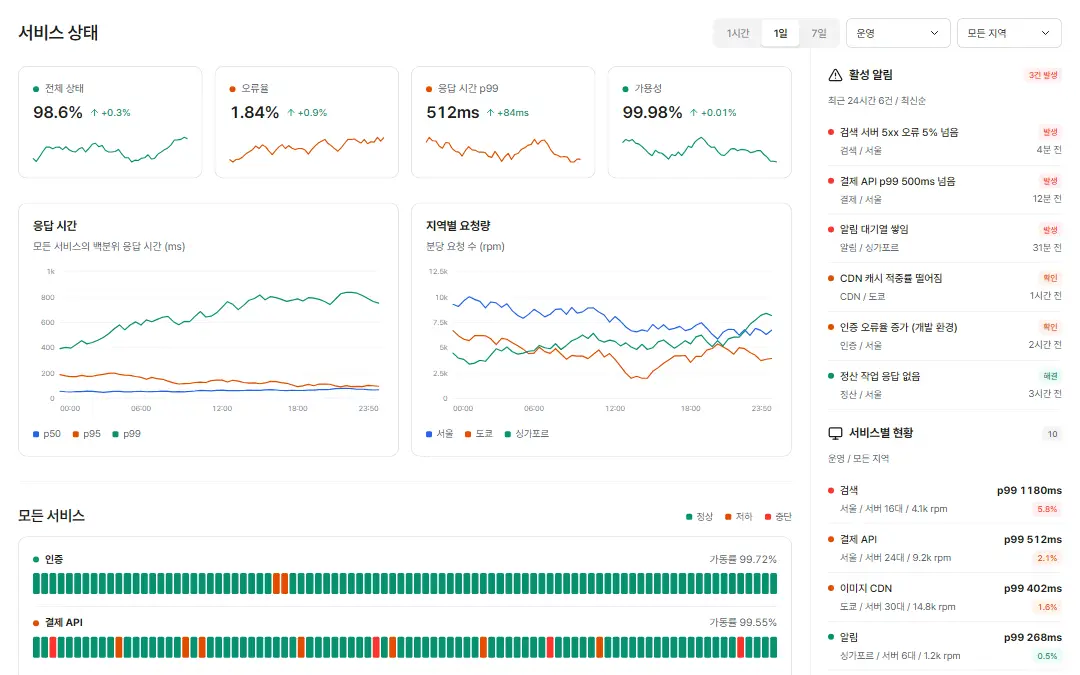 서비스 상태
1시간 1일 7일 운영 모든 지역
전체 상태
98.6% ↑ +0.3%
오류율
1.84% ↑ +0.9%
응답 시간 p99
512ms ↑ +84ms
가용성
99.98% ↑ +0.01%
응답 시간
모든 서비스의 백분위 응답 시간 (ms)
1k
800
600
400
200
0
00:00 06:00 12:00 18:00 23:50
p50 p95 p99
지역별 요청량
분당 요청 수 (rpm)
12.5k
10k
7.5k
5k
2.5k
0
00:00 06:00 12:00 18:00 23:50
서울 도쿄 싱가포르
모든 서비스
정상 저하 중단
인증 가동률 99.72%
결제 API 가동률 99.55%
활성 알림 3건 발생
최근 24시간 6건 / 최신순
검색 서버 5xx 오류 5% 넘음 발생
검색 / 서울 4분 전
결제 API p99 500ms 넘음 발생
결제 / 서울 12분 전
알림 대기열 쌓임 발생
알림 / 싱가포르 31분 전
CDN 캐시 적중률 떨어짐 확인
CDN / 도쿄 1시간 전
인증 오류율 증가 (개발 환경) 확인
인증 / 서울 2시간 전
정산 작업 응답 없음 해결
정산 / 서울 3시간 전
서비스별 현황 10
운영 / 모든 지역
검색 p99 1180ms
서울 / 서버 16대 / 4.1k rpm 5.8%
결제 API p99 512ms
서울 / 서버 24대 / 9.2k rpm 2.1%
이미지 CDN p99 402ms
도쿄 / 서버 30대 / 14.8k rpm 1.6%
알림 p99 268ms
싱가포르 / 서버 6대 / 1.2k rpm 0.5%